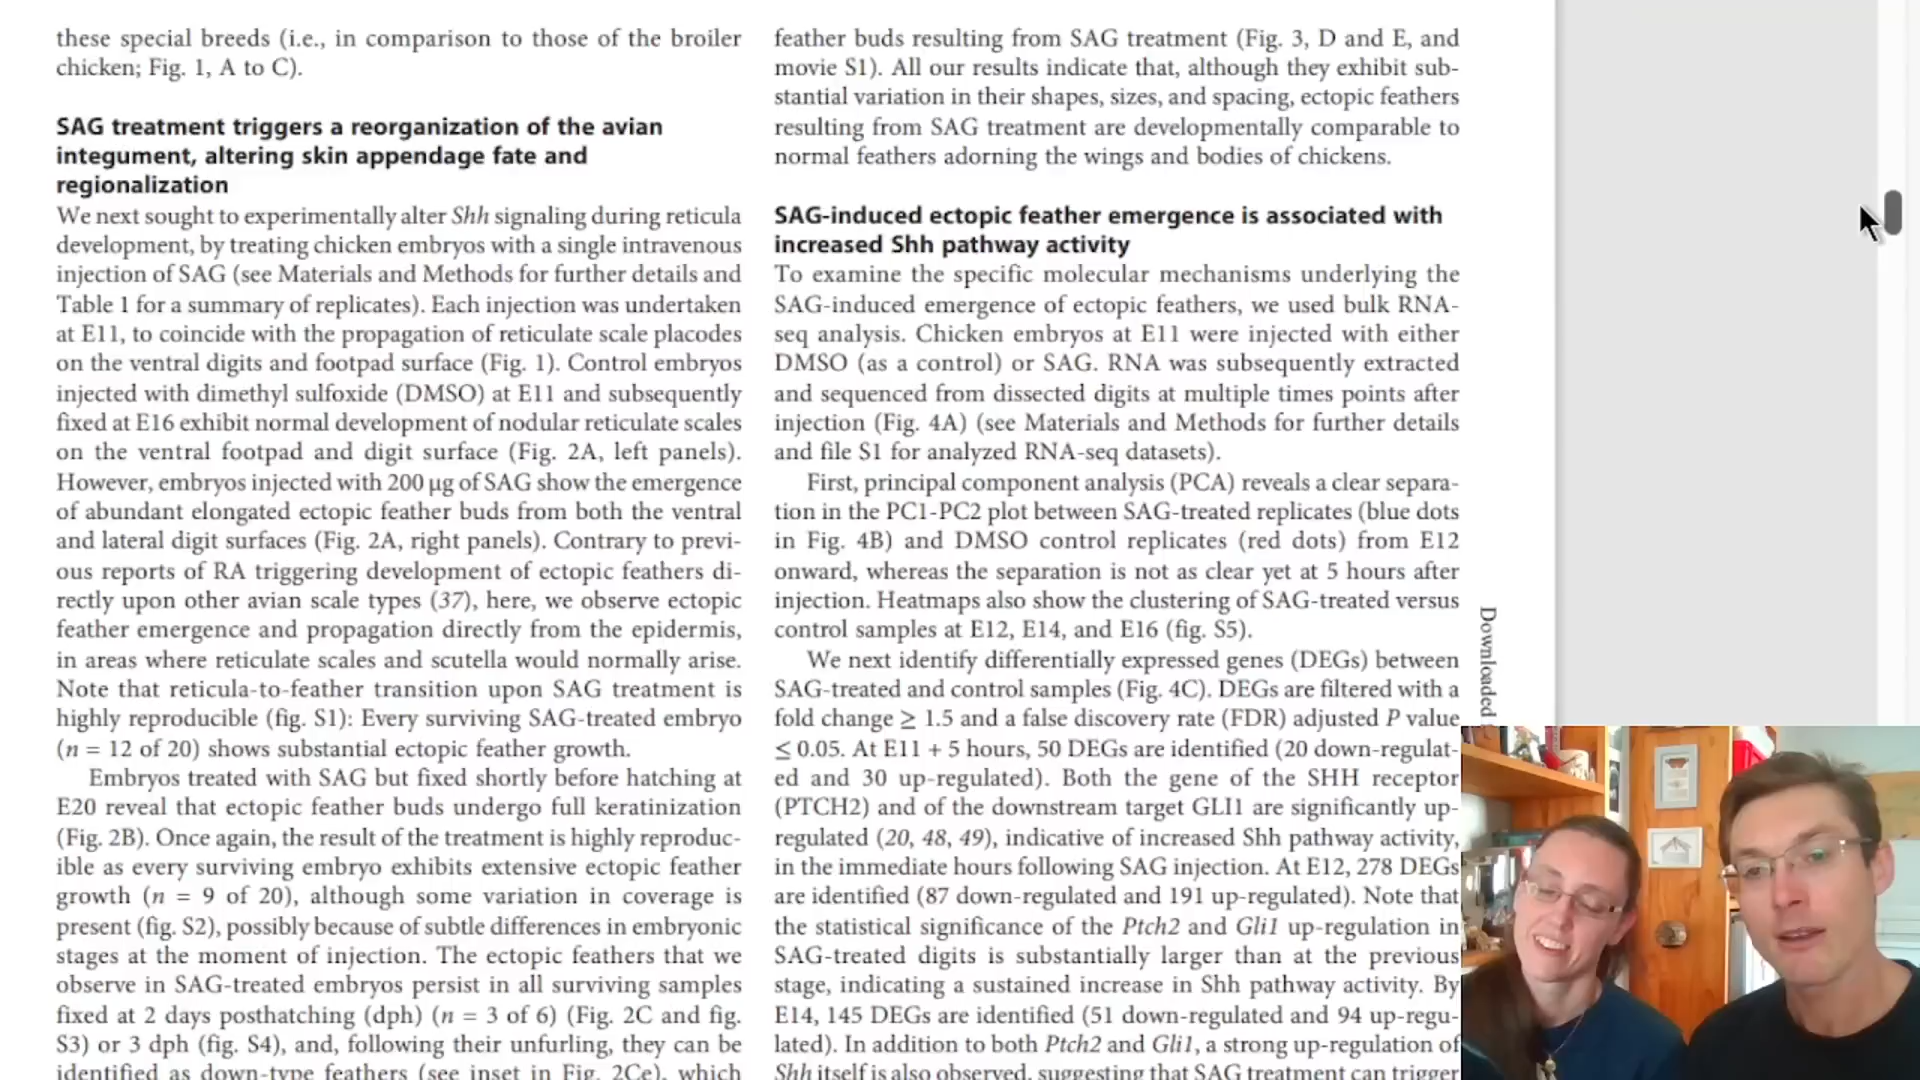 these special breeds (i.e., in comparison to those of the broiler
chicken; Fig. 1, A to C).
SAG treatment triggers a reorganization of the avian
integument, altering skin appendage fate and
regionalization
We next sought to experimentally alter Shh signaling during reticula
development, by treating chicken embryos with a single intravenous
injection of SAG (see Materials and Methods for further details and
Table 1 for a summary of replicates). Each injection was undertaken
at E11, to coincide with the propagation of reticulate scale placodes
on the ventral digits and footpad surface (Fig. 1). Control embryos
injected with dimethyl sulfoxide (DMSO) at E11 and subsequently
fixed at E16 exhibit normal development of nodular reticulate scales
on the ventral footpad and digit surface (Fig. 2A, left panels).
However, embryos injected with 200 μg of SAG show the emergence
of abundant elongated ectopic feather buds from both the ventral
and lateral digit surfaces (Fig. 2A, right panels). Contrary to previ-
ous reports of RA triggering development of ectopic feathers di-
rectly upon other avian scale types (37), here, we observe ectopic
feather emergence and propagation directly from the epidermis,
in areas where reticulate scales and scutella would normally arise.
Note that reticula-to-feather transition upon SAG treatment is
highly reproducible (fig. S1): Every surviving SAG-treated embryo
(n = 12 of 20) shows substantial ectopic feather growth.
Embryos treated with SAG but fixed shortly before hatching at
E20 reveal that ectopic feather buds undergo full keratinization
(Fig. 2B). Once again, the result of the treatment is highly reproduc-
ible as every surviving embryo exhibits extensive ectopic feather
growth (n = 9 of 20), although some variation in coverage is
present (fig. S2), possibly because of subtle differences in embryonic
stages at the moment of injection. The ectopic feathers that we
observe in SAG-treated embryos persist in all surviving samples
fixed at 2 days posthatching (dph) (n = 3 of 6) (Fig. 2C and fig.
S3) or 3 dph (fig. S4), and, following their unfurling, they can be
identified as down-type feathers (see inset in Fig. 2Ce), which
feather buds resulting from SAG treatment (Fig. 3, D and E, and
movie S1). All our results indicate that, although they exhibit sub-
stantial variation in their shapes, sizes, and spacing, ectopic feathers
resulting from SAG treatment are developmentally comparable to
normal feathers adorning the wings and bodies of chickens.
SAG-induced ectopic feather emergence is associated with
increased Shh pathway activity
To examine the specific molecular mechanisms underlying the
SAG-induced emergence of ectopic feathers, we used bulk RNA-
seq analysis. Chicken embryos at E11 were injected with either
DMSO (as a control) or SAG. RNA was subsequently extracted
and sequenced from dissected digits at multiple times points after
injection (Fig. 4A) (see Materials and Methods for further details
and file S1 for analyzed RNA-seq datasets).
First, principal component analysis (PCA) reveals a clear separa-
tion in the PC1-PC2 plot between SAG-treated replicates (blue dots
in Fig. 4B) and DMSO control replicates (red dots) from E12
onward, whereas the separation is not as clear yet at 5 hours after
injection. Heatmaps also show the clustering of SAG-treated versus
control samples at E12, E14, and E16 (fig. S5).
We next identify differentially expressed genes (DEGs) between
SAG-treated and control samples (Fig. 4C). DEGs are filtered with a
fold change ≥ 1.5 and a false discovery rate (FDR) adjusted P value
≤ 0.05. At E11 + 5 hours, 50 DEGs are identified (20 down-regulat-
ed and 30 up-regulated). Both the gene of the SHH receptor
(PTCH2) and of the downstream target GLI1 are significantly up-
regulated (20, 48, 49), indicative of increased Shh pathway activity,
in the immediate hours following SAG injection. At E12, 278 DEGs
are identified (87 down-regulated and 191 up-regulated). Note that
the statistical significance of the Ptch2 and Gli1 up-regulation in
SAG-treated digits is substantially larger than at the previous
stage, indicating a sustained increase in Shh pathway activity. By
E14, 145 DEGs are identified (51 down-regulated and 94 up-regu-
lated). In addition to both Ptch2 and Gli1, a strong up-regulation of
Shh itself is also observed, suggesting that SAG treatment can trigger
Downloaded